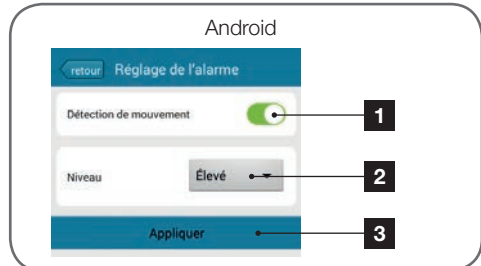 Android
retour Réglage de l'alarme
Détection de mouvement
1
Niveau Élevé
2
Appliquer
3